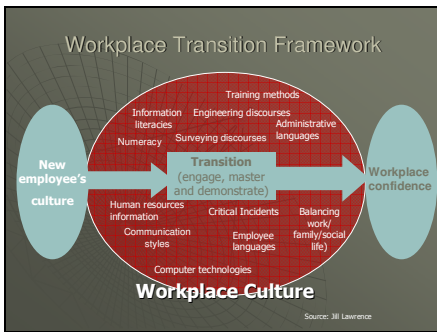 Workplace Transition Framework
Training methods
Information
literacies
Engineering discourses
Administrative
languages
Numeracy
Surveying discourses
New
employee's
culture
Transition
(engage, master
and demonstrate)
Workplace
confidence
Human resources
information
Critical Incidents
Balancing
work/
family/social
life)
Communication
styles
Employee
languages
Computer technologies
Workplace Culture
Source: Jill Lawrence